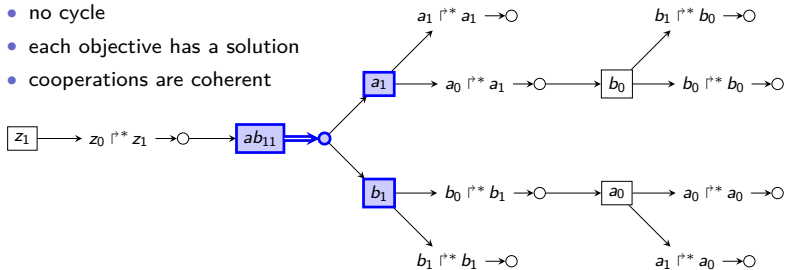 • no cycle
• each objective has a solution
• cooperations are coherent
a₁ ↱* a₁
b₁ ↱* b₀
a₁
a₀ ↱* a₁
b₀
b₀ ↱* b₀
z₁
z₀ ↱* z₁
ab₁₁
b₁
b₀ ↱* b₁
a₀
a₀ ↱* a₀
b₁ ↱* b₁
a₁ ↱* a₀